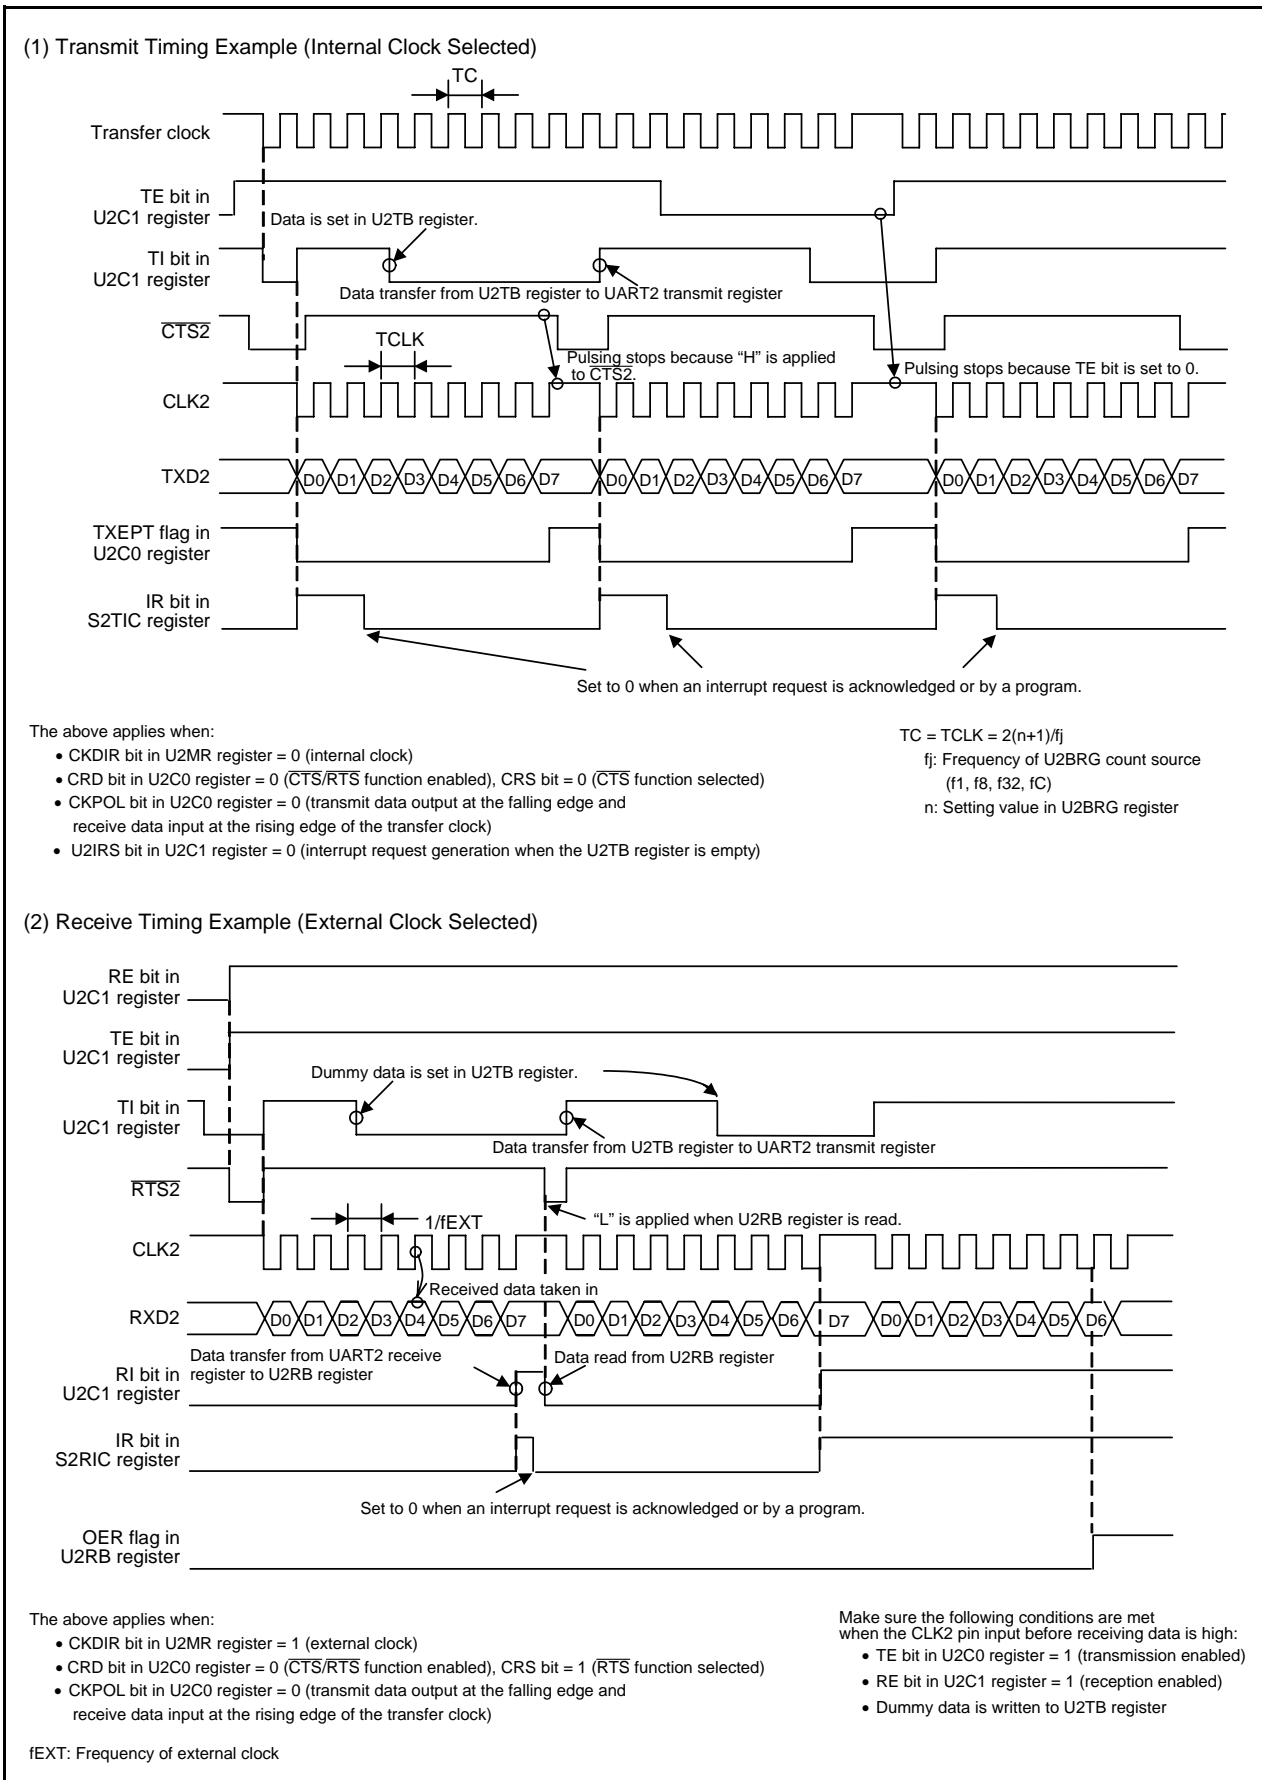 (1) Transmit Timing Example (Internal Clock Selected)
TC
Transfer clock
TE bit in
U2C1 register
Data is set in U2TB register.
TI bit in
U2C1 register
Data transfer from U2TB register to UART2 transmit register
CTS2
TCLK
Pulsing stops because “H” is applied
to CTS2.
Pulsing stops because TE bit is set to 0.
CLK2
TXD2
D0 D1 D2 D3 D4 D5 D6 D7 D0 D1 D2 D3 D4 D5 D6 D7 D0 D1 D2 D3 D4 D5 D6 D7
TXEPT flag in
U2C0 register
IR bit in
S2TIC register
Set to 0 when an interrupt request is acknowledged or by a program.
The above applies when:
• CKDIR bit in U2MR register = 0 (internal clock)
• CRD bit in U2C0 register = 0 (CTS/RTS function enabled), CRS bit = 0 (CTS function selected)
• CKPOL bit in U2C0 register = 0 (transmit data output at the falling edge and
receive data input at the rising edge of the transfer clock)
• U2IRS bit in U2C1 register = 0 (interrupt request generation when the U2TB register is empty)
TC = TCLK = 2(n+1)/fj
fj: Frequency of U2BRG count source
(f1, f8, f32, fC)
n: Setting value in U2BRG register
(2) Receive Timing Example (External Clock Selected)
RE bit in
U2C1 register
TE bit in
U2C1 register
Dummy data is set in U2TB register.
TI bit in
U2C1 register
Data transfer from U2TB register to UART2 transmit register
RTS2
1/fEXT
“L” is applied when U2RB register is read.
CLK2
Received data taken in
RXD2
D0 D1 D2 D3 D4 D5 D6 D7 D0 D1 D2 D3 D4 D5 D6 D7 D0 D1 D2 D3 D4 D5 D6
Data transfer from UART2 receive
register to U2RB register
Data read from U2RB register
RI bit in
U2C1 register
IR bit in
S2RIC register
Set to 0 when an interrupt request is acknowledged or by a program.
OER flag in
U2RB register
The above applies when:
• CKDIR bit in U2MR register = 1 (external clock)
• CRD bit in U2C0 register = 0 (CTS/RTS function enabled), CRS bit = 1 (RTS function selected)
• CKPOL bit in U2C0 register = 0 (transmit data output at the falling edge and
receive data input at the rising edge of the transfer clock)
Make sure the following conditions are met
when the CLK2 pin input before receiving data is high:
• TE bit in U2C0 register = 1 (transmission enabled)
• RE bit in U2C1 register = 1 (reception enabled)
• Dummy data is written to U2TB register
fEXT: Frequency of external clock